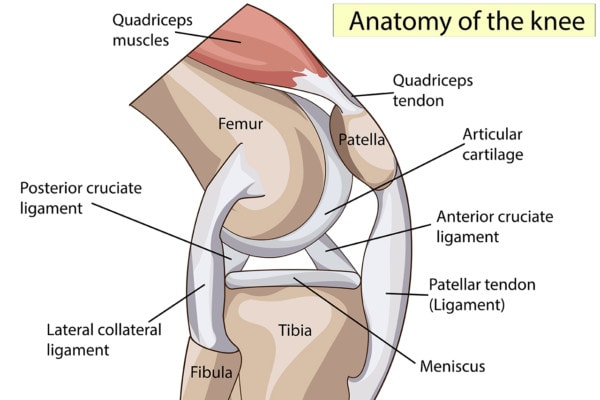 Anatomy of the knee
Quadriceps
muscles
Quadriceps
tendon
Femur
Patella
Articular
cartilage
Posterior cruciate
ligament
Anterior cruciate
ligament
Patellar tendon
(Ligament)
Lateral collateral
ligament
Tibia
Meniscus
Fibula